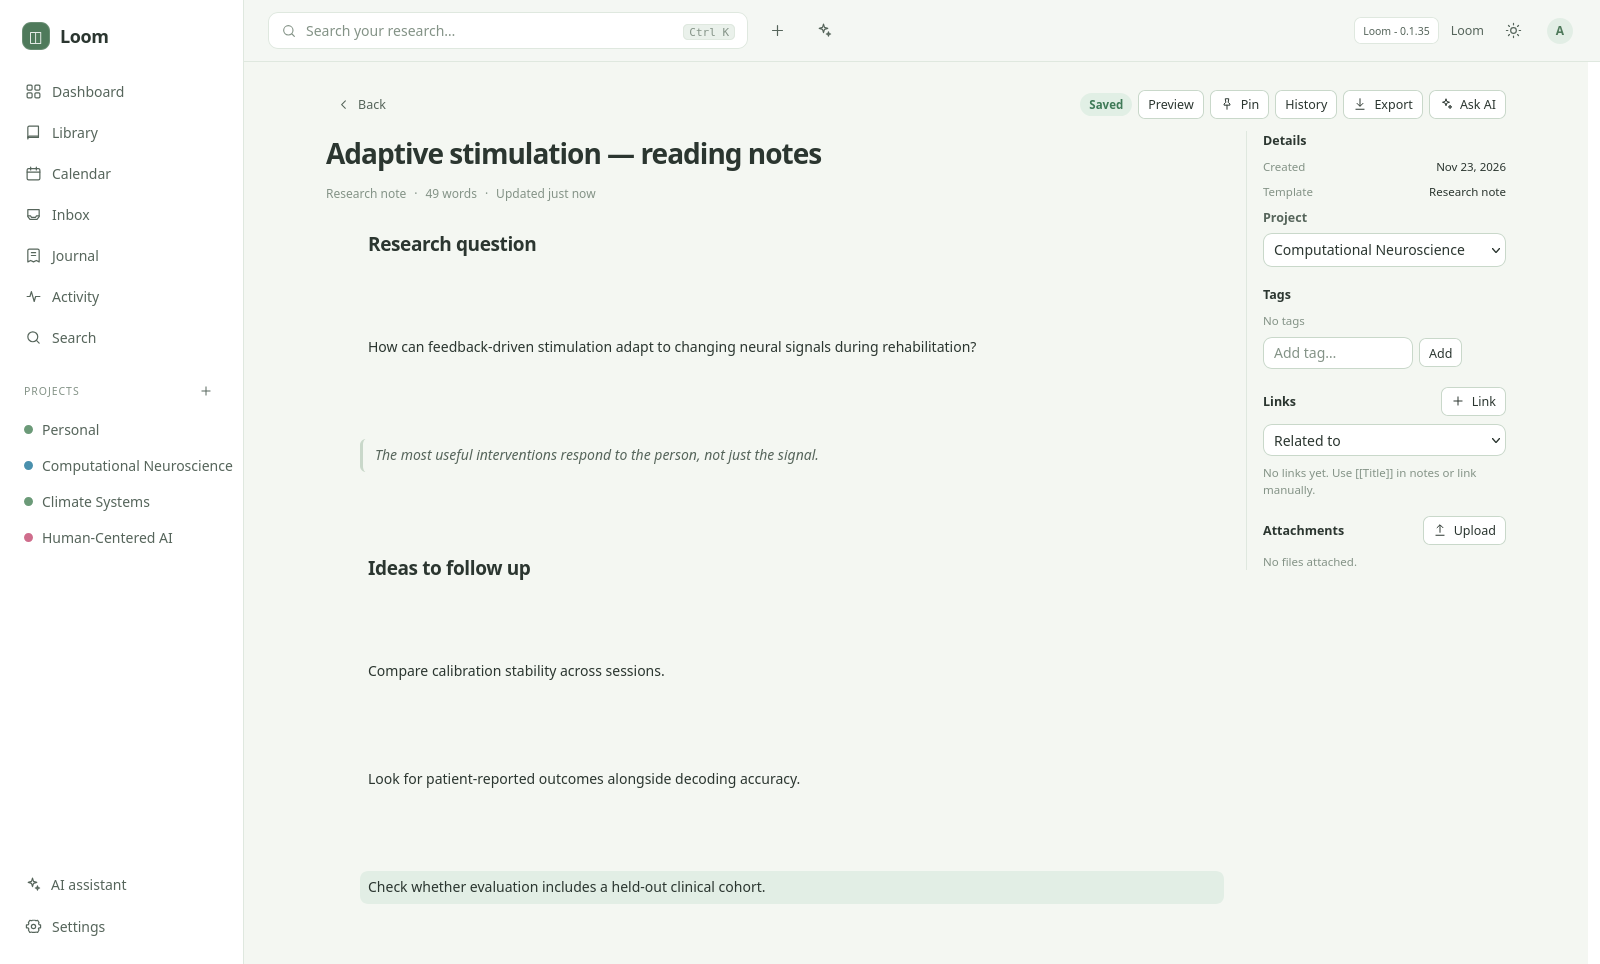 Loom
Search your research...
Ctrl K
Loom - 0.1.35
Loom
A
Dashboard
Library
Calendar
Inbox
Journal
Activity
Search
PROJECTS
Personal
Computational Neuroscience
Climate Systems
Human-Centered AI
AI assistant
Settings
Back
Saved
Preview
Pin
History
Export
Ask AI
Adaptive stimulation — reading notes
Research note · 49 words · Updated just now
Research question
How can feedback-driven stimulation adapt to changing neural signals during rehabilitation?
The most useful interventions respond to the person, not just the signal.
Ideas to follow up
Compare calibration stability across sessions.
Look for patient-reported outcomes alongside decoding accuracy.
Check whether evaluation includes a held-out clinical cohort.
Details
Created Nov 23, 2026
Template Research note
Project
Computational Neuroscience
Tags
No tags
Add tag...
Add
Links
Link
Related to
No links yet. Use [[Title]] in notes or link
manually.
Attachments
Upload
No files attached.